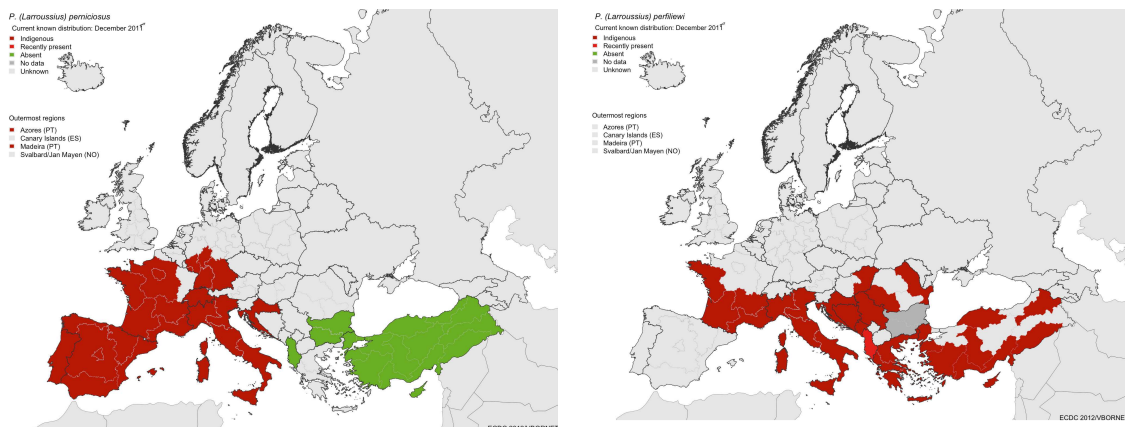 P. (Larroussius) perniciosus
Current known distribution: December 2011
Indigenous
Recently present
Absent
No data
Unknown
Outermost regions
Azores (PT)
Canary Islands (ES)
Madeira (PT)
Svalbard/Jan Mayen (NO)
P. (Larroussius) perfiliewi
Current known distribution: December 2011
Indigenous
Recently present
Absent
No data
Unknown
Outermost regions
Azores (PT)
Canary Islands (ES)
Madeira (PT)
Svalbard/Jan Mayen (NO)
ECDC 2012/VBORNET